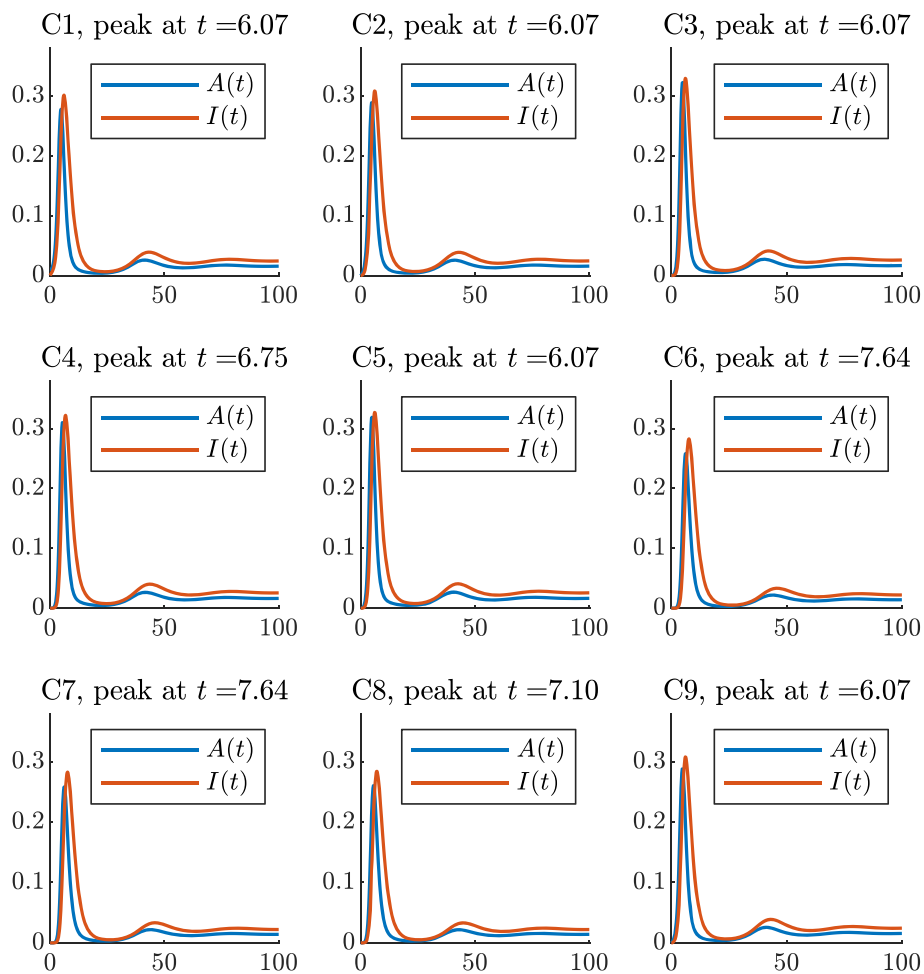 C1, peak at t =6.07
C2, peak at t =6.07
C3, peak at t =6.07
0.3
0.2
0.1
0
A(t)
I(t)
0
50
100
0.3
0.2
0.1
0
A(t)
I(t)
0
50
100
0.3
0.2
0.1
0
A(t)
I(t)
0
50
100
C4, peak at t =6.75
C5, peak at t =6.07
C6, peak at t =7.64
0.3
0.2
0.1
0
A(t)
I(t)
0
50
100
0.3
0.2
0.1
0
A(t)
I(t)
0
50
100
0.3
0.2
0.1
0
A(t)
I(t)
0
50
100
C7, peak at t =7.64
C8, peak at t =7.10
C9, peak at t =6.07
0.3
0.2
0.1
0
A(t)
I(t)
0
50
100
0.3
0.2
0.1
0
A(t)
I(t)
0
50
100
0.3
0.2
0.1
0
A(t)
I(t)
0
50
100